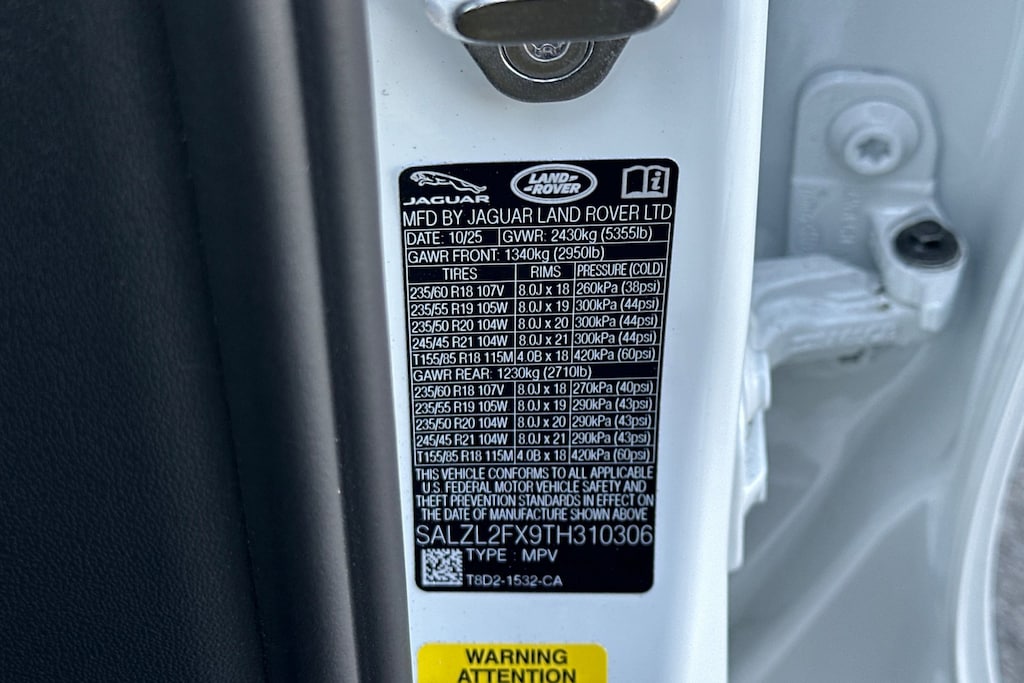 JAGUAR
LAND-
-ROVER
MFD BY JAGUAR LAND ROVER LTD
DATE: 10/25 GVWR: 2430kg (5355lb)
GAWR FRONT: 1340kg (2950lb)
TIRES RIMS PRESSURE (COLD)
235/60 R18 107V 8.0J x 18 260kPa (38psi)
235/55 R19 105W 8.0J x 19 300kPa (44psi)
235/50 R20 104W 8.0J x 20 300kPa (44psi)
245/45 R21 104W 8.0J x 21 300kPa (44psi)
T155/85 R18 115M 4.0B x 18 420kPa (60psi)
GAWR REAR: 1230kg (2710lb)
235/60 R18 107V 8.0J x 18 270kPa (40psi)
235/55 R19 105W 8.0J x 19 290kPa (43psi)
235/50 R20 104W 8.0J x 20 290kPa (43psi)
245/45 R21 104W 8.0J x 21 290kPa (43psi)
T155/85 R18 115M 4.0B x 18 420kPa (60psi)
THIS VEHICLE CONFORMS TO ALL APPLICABLE
U.S. FEDERAL MOTOR VEHICLE SAFETY AND
THEFT PREVENTION STANDARDS IN EFFECT ON
THE DATE OF MANUFACTURE SHOWN ABOVE
SALZL2FX9TH310306
TYPE : MPV
T8D2-1532-CA
WARNING
ATTENTION